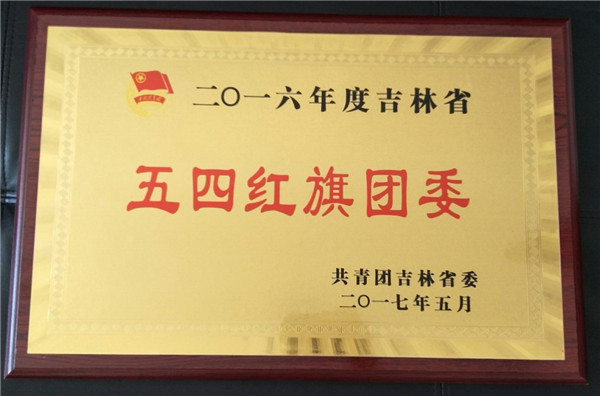 二〇一六年度吉林省
五四红旗团委
共青团吉林省委
二〇一七年五月